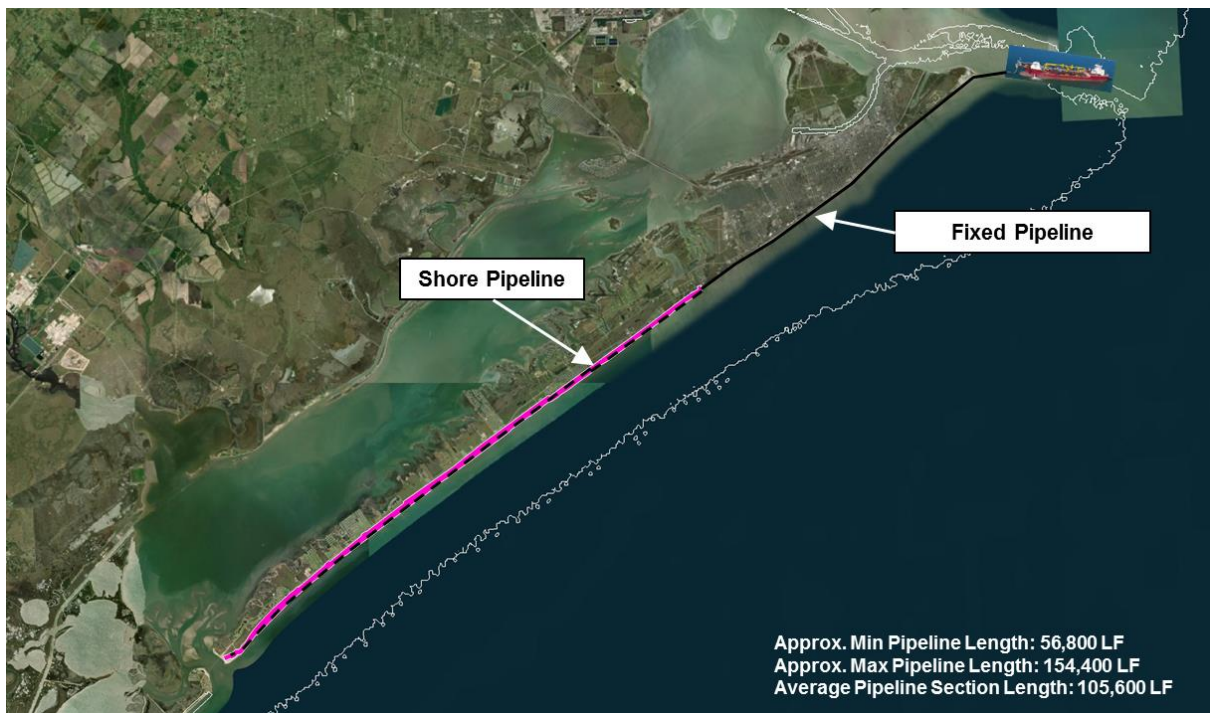 Fixed Pipeline
Shore Pipeline
Approx. Min Pipeline Length: 56,800 LF
Approx. Max Pipeline Length: 154,400 LF
Average Pipeline Section Length: 105,600 LF